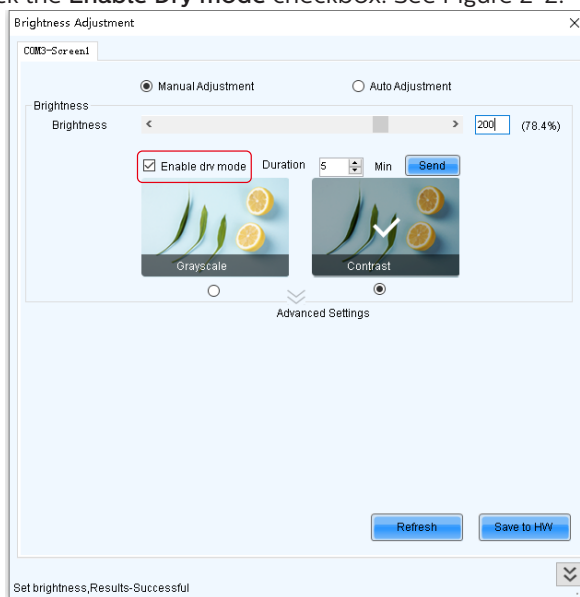 ck the Enable Dry mode checkbox. See Figure 2-2.
Brightness Adjustment
COM3-Screen1
Manual Adjustment Auto Adjustment
Brightness
Brightness 200 (78.4%)
Enable dry mode Duration 5 Min Send
Grayscale Contrast
Advanced Settings
Refresh Save to HW
Set brightness,Results-Successful